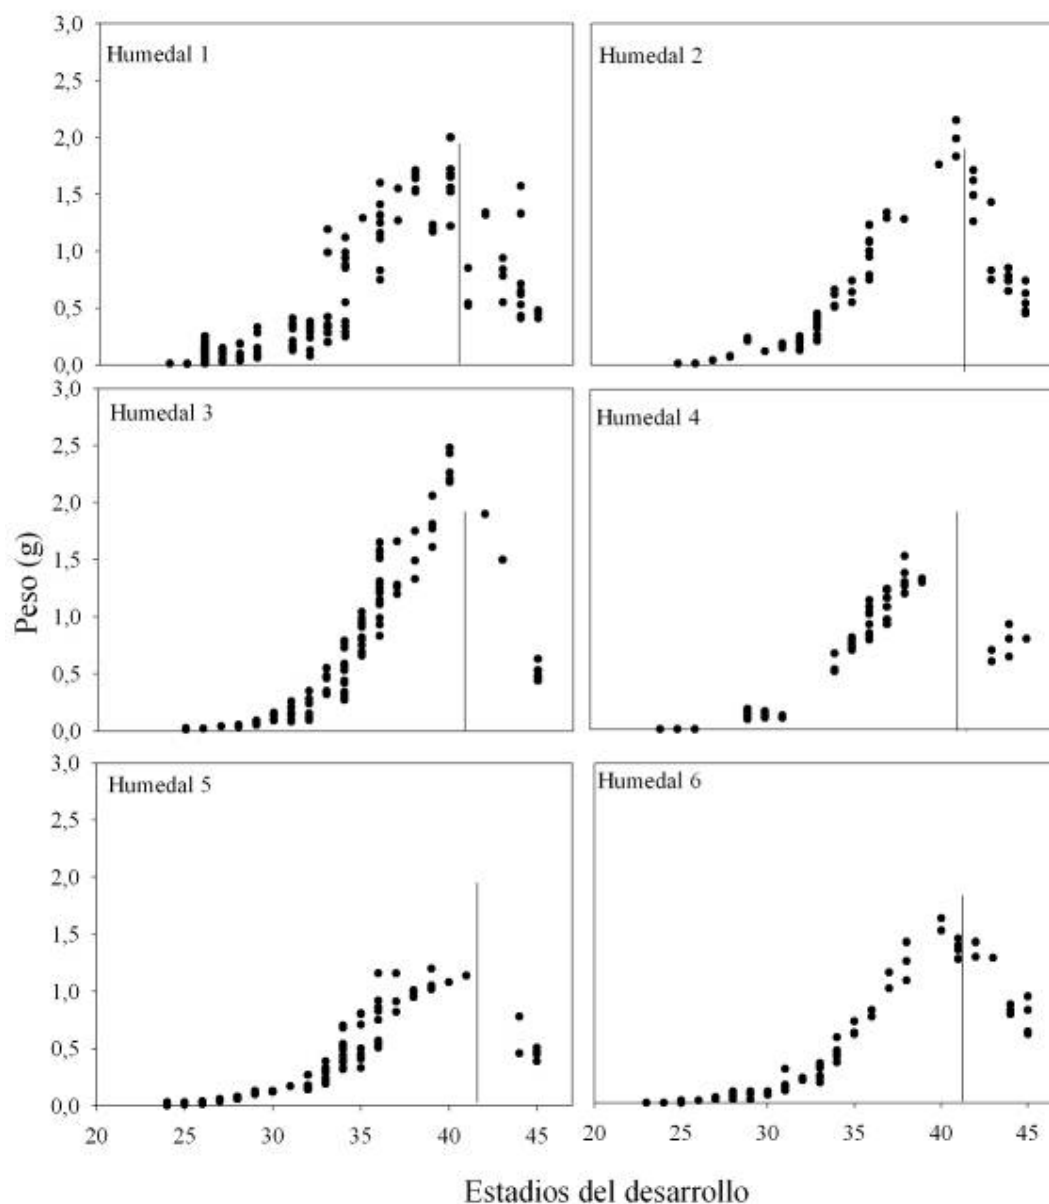 3,0
2,5
2,0
1,5
1,0
0,5
0,0
Humedal 1
Humedal 2
3,0
2,5
2,0
1,5
1,0
0,5
0,0
Humedal 3
Humedal 4
Peso (g)
3,0
2,5
2,0
1,5
1,0
0,5
0,0
Humedal 5
Humedal 6
20 25 30 35 40 45
20 25 30 35 40 45
Estadios del desarrollo